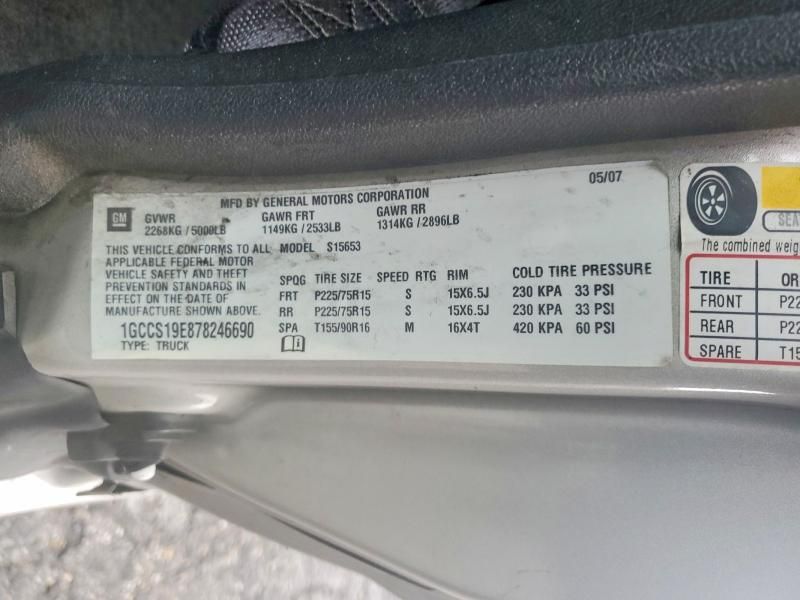 MFD BY GENERAL MOTORS CORPORATION 05/07
GM GVWR GAWR FRT GAWR RR
2268KG / 5000LB 1149KG / 2533LB 1314KG / 2896LB
THIS VEHICLE CONFORMS TO ALL MODEL S15653
APPLICABLE FEDERAL MOTOR
VEHICLE SAFETY AND THEFT
PREVENTION STANDARDS IN
EFFECT ON THE DATE OF
MANUFACTURE SHOWN ABOVE.
1GCCS19E878246690
TYPE: TRUCK
SPQG TIRE SIZE SPEED RTG RIM COLD TIRE PRESSURE
FRT P225/75R15 S 15X6.5J 230 KPA 33 PSI
RR P225/75R15 S 15X6.5J 230 KPA 33 PSI
SPA T155/90R16 M 16X4T 420 KPA 60 PSI
The combined
TIRE
FRONT
REAR
SPARE